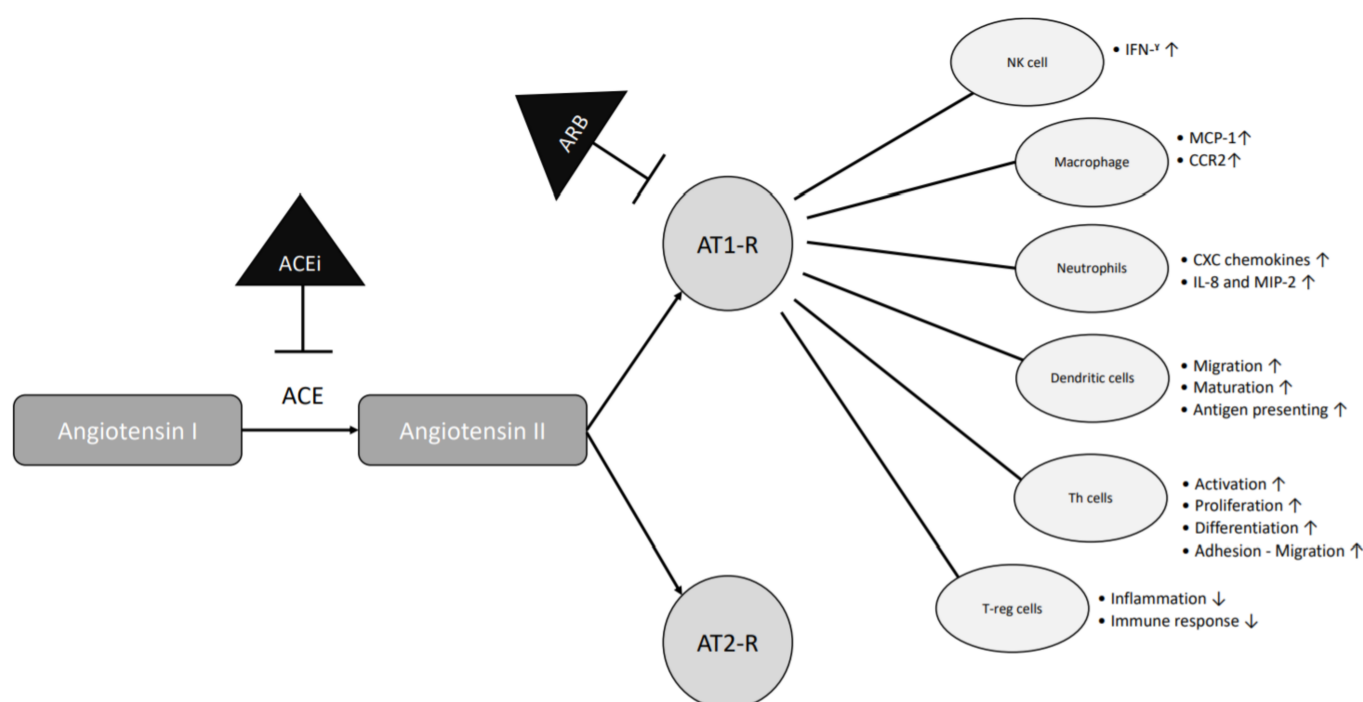 NK cell
• IFN-ɤ ↑
ARB
Macrophage
• MCP-1↑
• CCR2↑
ACEi
AT1-R
Neutrophils
• CXC chemokines ↑
• IL-8 and MIP-2 ↑
Dendritic cells
• Migration ↑
• Maturation ↑
• Antigen presenting ↑
ACE
Angiotensin I
Angiotensin II
Th cells
• Activation ↑
• Proliferation ↑
• Differentiation ↑
• Adhesion - Migration ↑
T-reg cells
• Inflammation ↓
• Immune response ↓
AT2-R